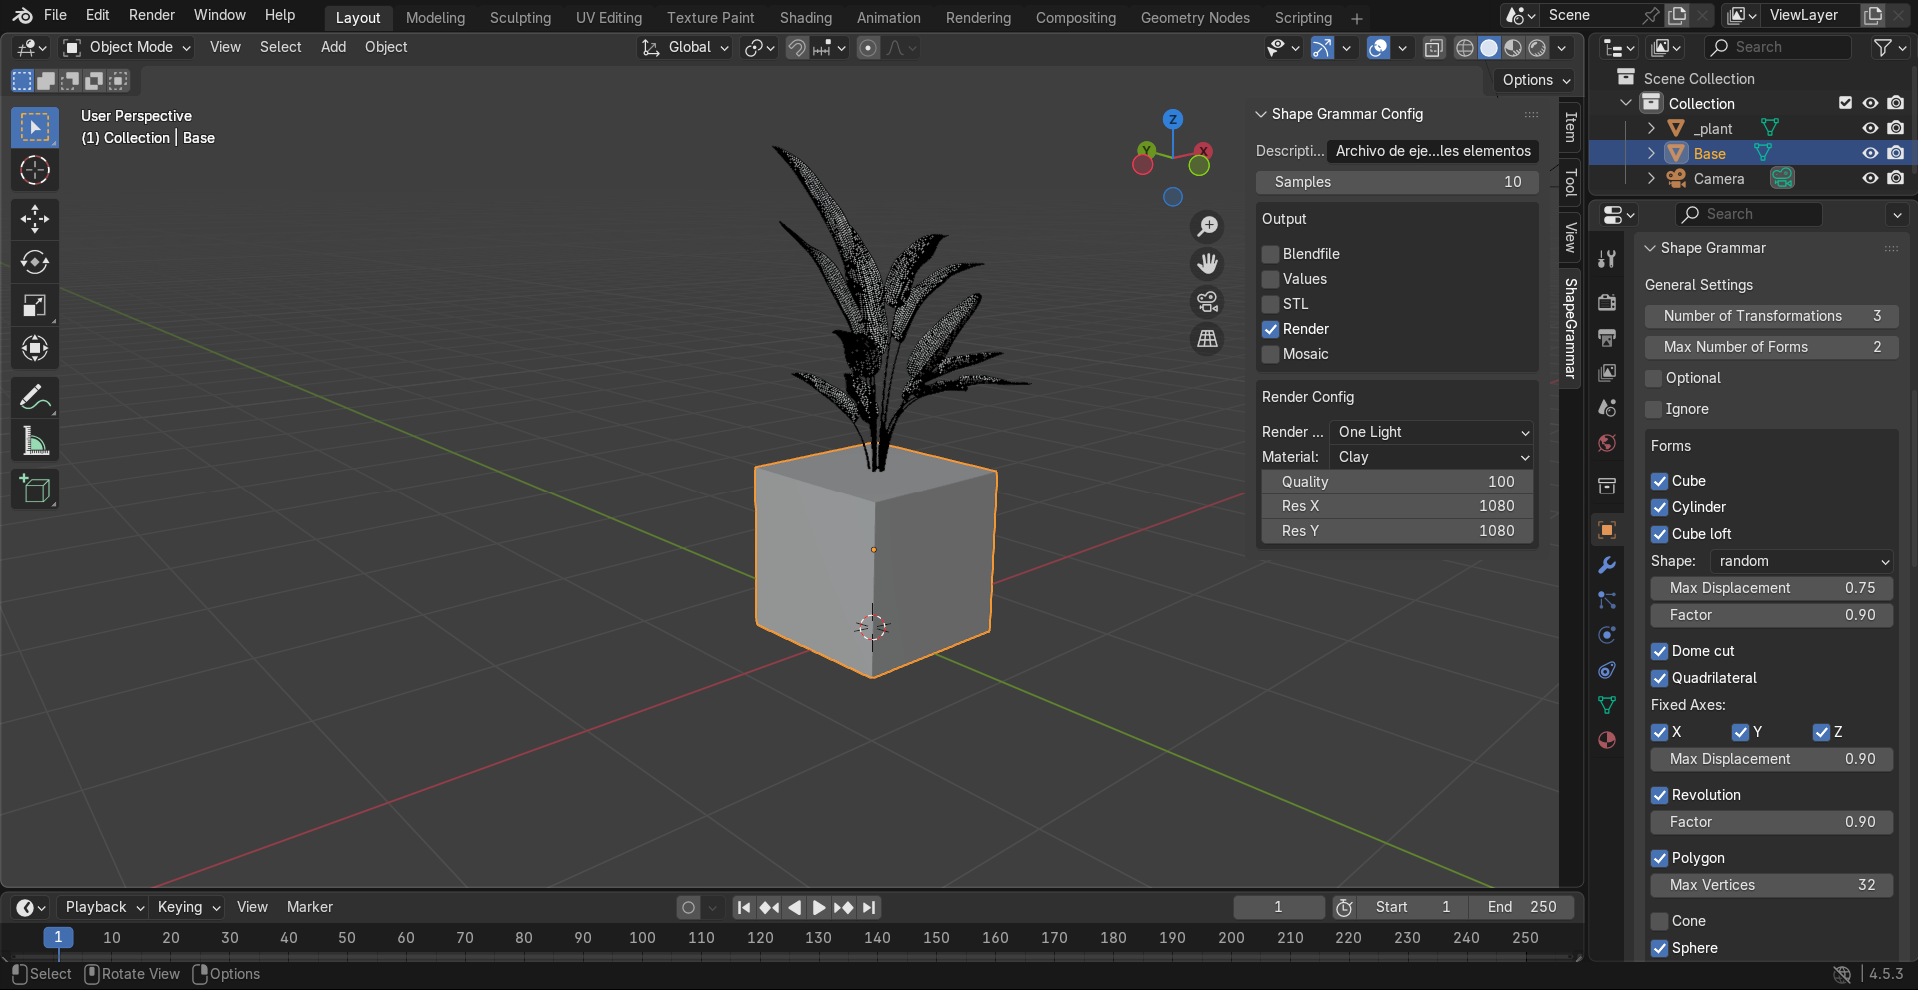 File Edit Render Window Help Layout Modeling Sculpting UV Editing Texture Paint Shading Animation Rendering Compositing Geometry Nodes Scripting + Scene ViewLayer
Object Mode View Select Add Object Global Search
Options
User Perspective
(1) Collection | Base
Z
Y
X
Shape Grammar Config
Descripti... Archivo de eje...les elementos
Samples 10
Output
Blendfile
Values
STL
Render
Mosaic
Render Config
Render ... One Light
Material: Clay
Quality 100
Res X 1080
Res Y 1080
Item
Tool
View
ShapeGrammar
Scene Collection
Collection
_plant
Base
Camera
Search
Shape Grammar
General Settings
Number of Transformations 3
Max Number of Forms 2
Optional
Ignore
Forms
Cube
Cylinder
Cube loft
Shape: random
Max Displacement 0.75
Factor 0.90
Dome cut
Quadrilateral
Fixed Axes:
X Y Z
Max Displacement 0.90
Revolution
Factor 0.90
Polygon
Max Vertices 32
Cone
Sphere
Playback Keying View Marker 1 Start 1 End 250
1 10 20 30 40 50 60 70 80 90 100 110 120 130 140 150 160 170 180 190 200 210 220 230 240 250
Select Rotate View Options 4.5.3